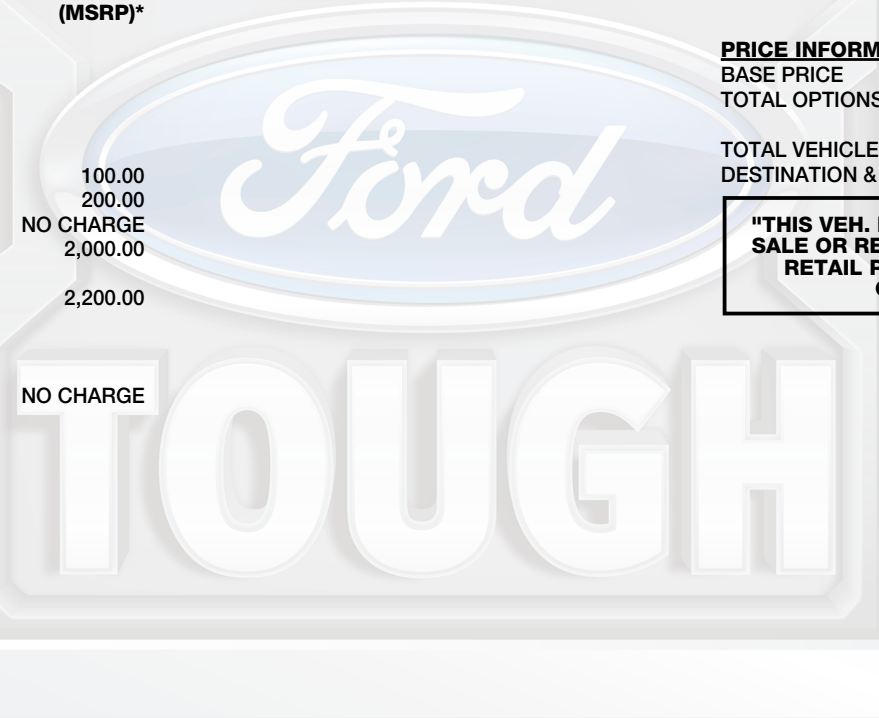 (MSRP)*
100.00
200.00
NO CHARGE
2,000.00
2,200.00
NO CHARGE
PRICE INFORM
BASE PRICE
TOTAL OPTIONS
TOTAL VEHICLE
DESTINATION &
"THIS VEH.
SALE OR RE
RETAIL P
Ford
TOUGH